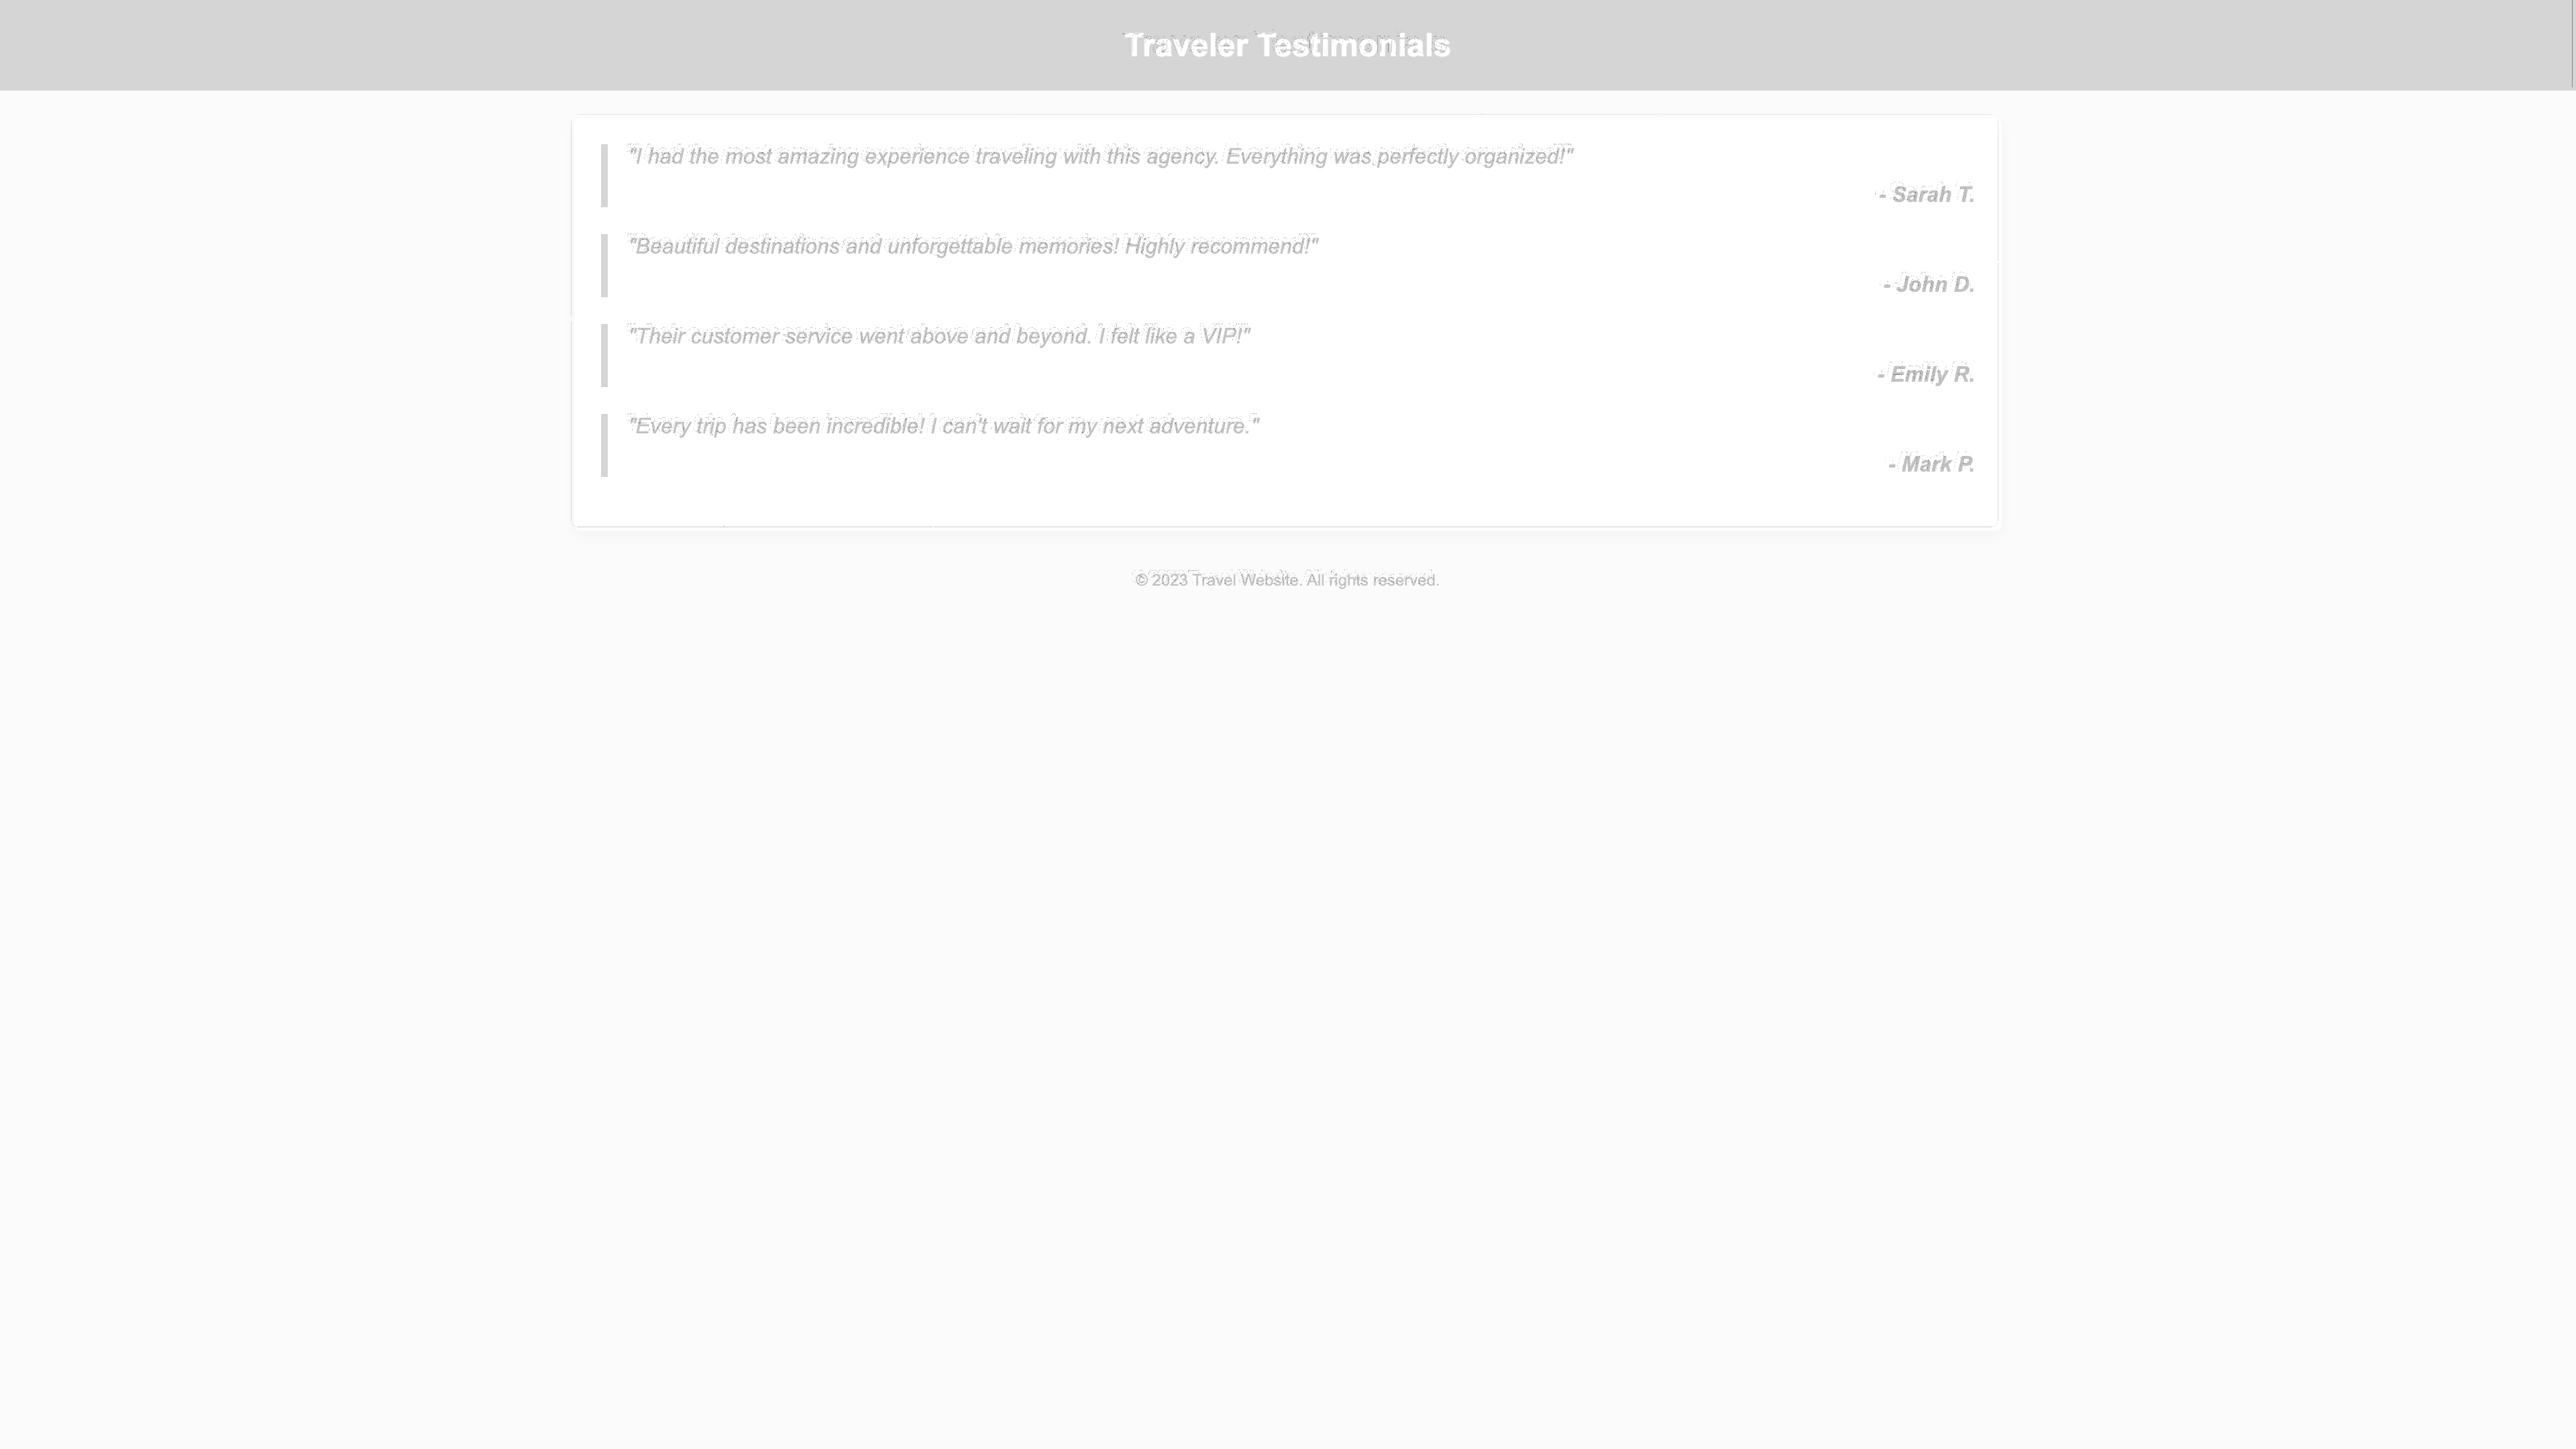 Traveler Testimonials
"I had the most amazing experience traveling with this agency. Everything was perfectly organized!"
- Sarah T.
"Beautiful destinations and unforgettable memories! Highly recommend!"
- John D.
"Their customer service went above and beyond. I felt like a VIP!"
- Emily R.
"Every trip has been incredible! I can't wait for my next adventure."
- Mark P.
© 2023 Travel Website. All rights reserved.